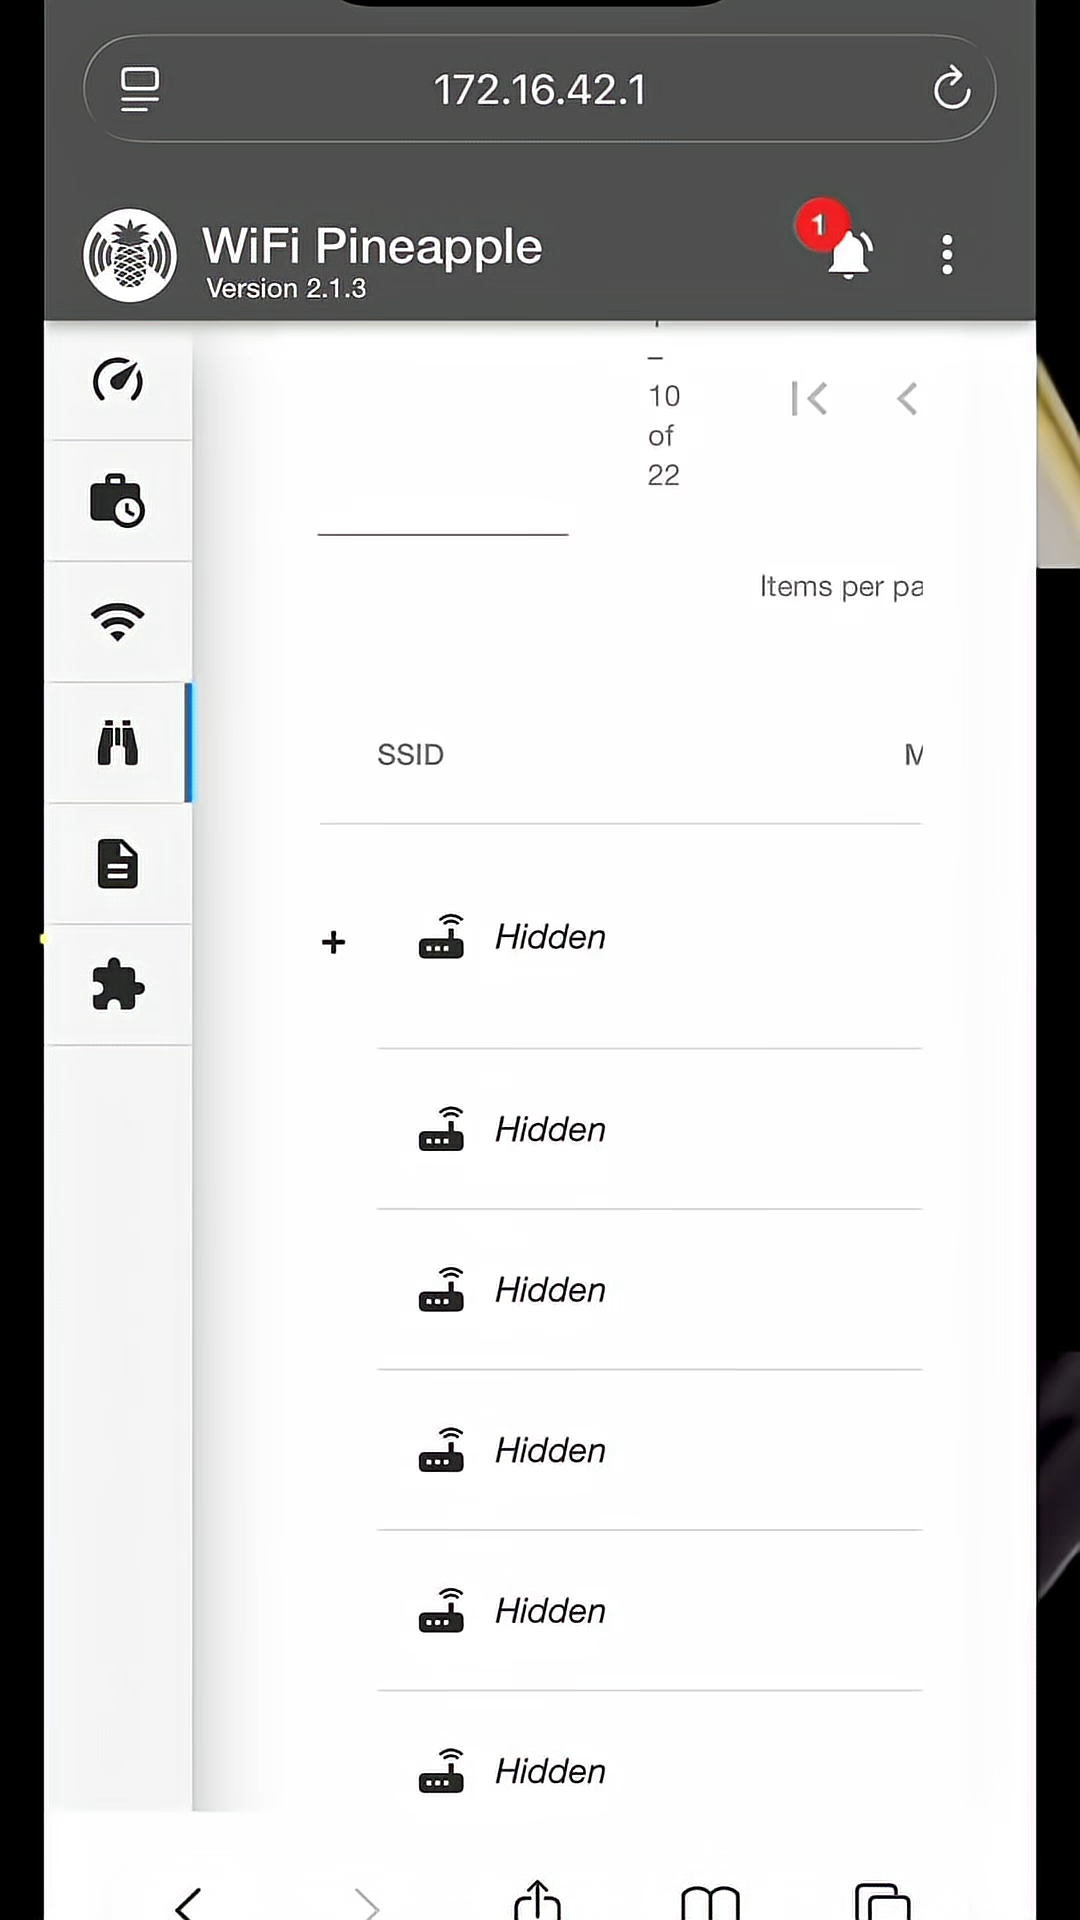 172.16.42.1
WiFi Pineapple
1
Version 2.1.3
–
10
of
22
Items per pa
SSID
M
+ Hidden
Hidden
Hidden
Hidden
Hidden
Hidden